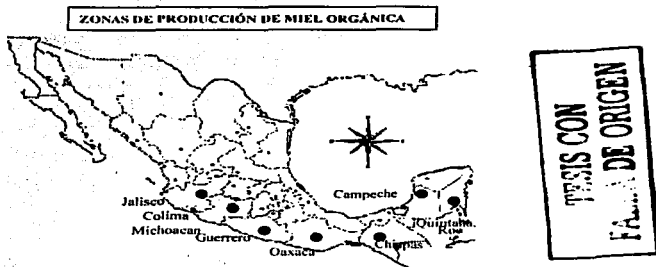 ZONAS DE PRODUCCIÓN DE MIEL ORGÁNICA
Campeche
Quintana
Roo
Jalisco
Colima
Michoacan
Guerrero
Oaxaca
Chiapas
TESIS CON
DE ORIGEN